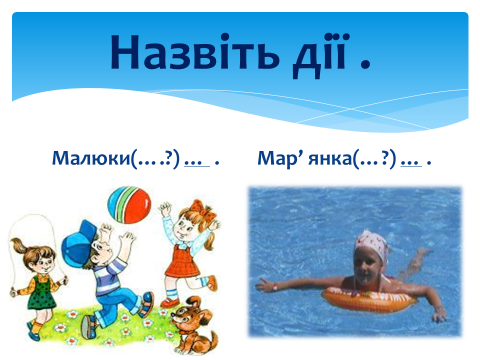 Назвіть дії .
Малюки(….?) … .
Мар’ янка(…?) … .